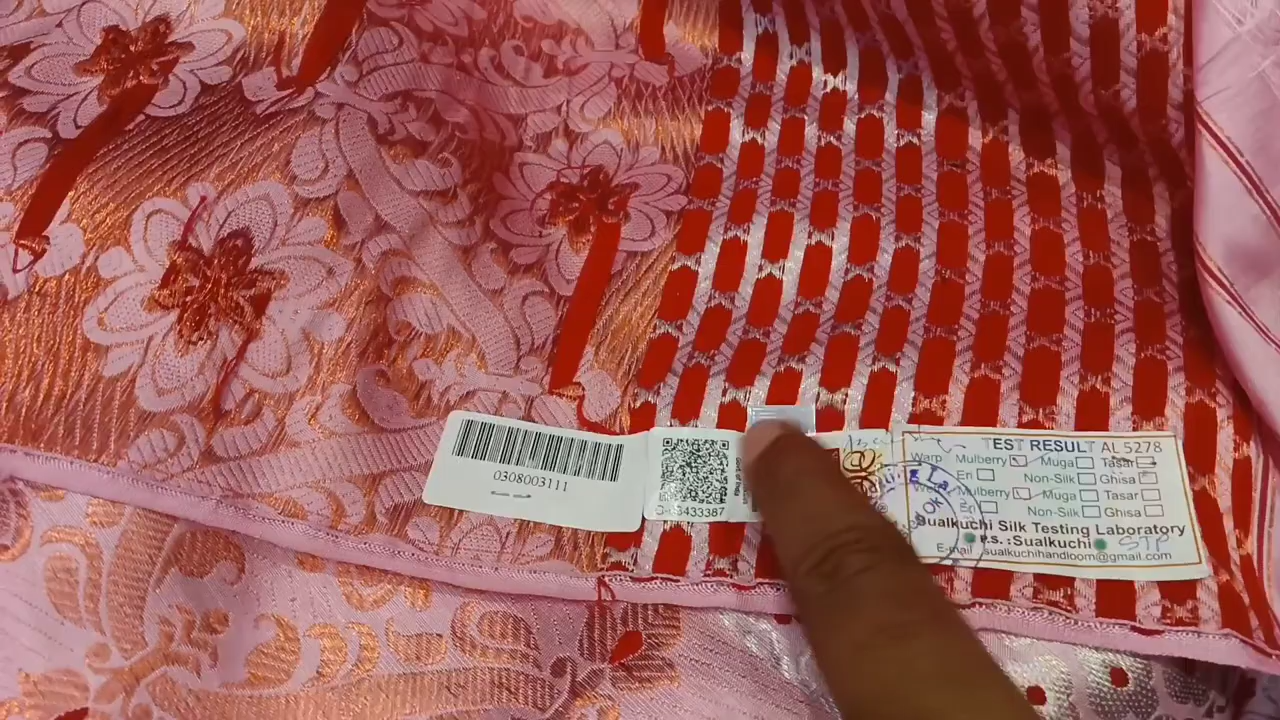 0308003111
TEST RESULT AL 5278
Warp Mulberry Muga Tasar
Eri Non-Silk Ghisa
Weft Mulberry Muga Tasar
Eri Non-Silk Ghisa
Sualkuchi Silk Testing Laboratory
P.S. : Sualkuchi STP
E-mail sualkuchihandloom@gmail.com